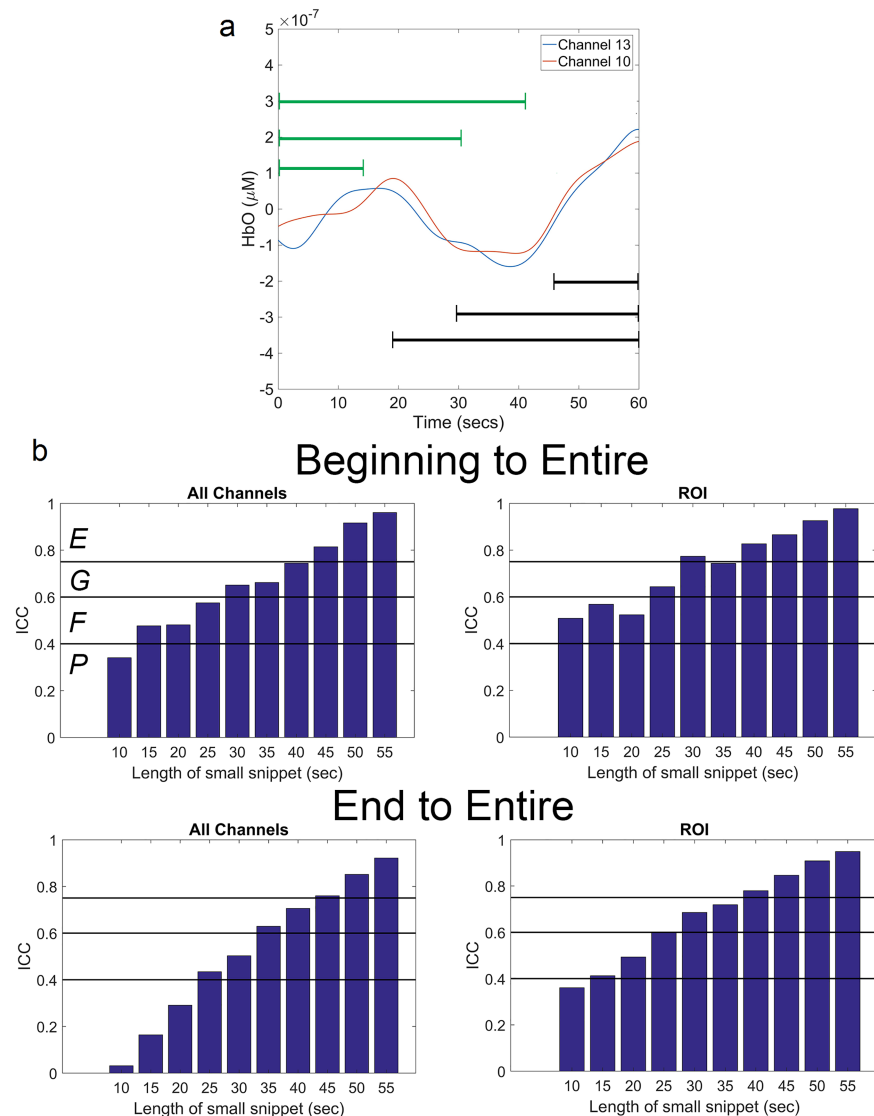 a
×10⁻⁷
5
4
3
2
1
0
-1
-2
-3
-4
-5
HbO (μM)
0 10 20 30 40 50 60
Time (secs)
Channel 13
Channel 10
b
Beginning to Entire
All Channels
1
0.8
0.6
0.4
0.2
0
ICC
E
G
F
P
10 15 20 25 30 35 40 45 50 55
Length of small snippet (sec)
ROI
1
0.8
0.6
0.4
0.2
0
ICC
10 15 20 25 30 35 40 45 50 55
Length of small snippet (sec)
End to Entire
All Channels
1
0.8
0.6
0.4
0.2
0
ICC
10 15 20 25 30 35 40 45 50 55
Length of small snippet (sec)
ROI
1
0.8
0.6
0.4
0.2
0
ICC
10 15 20 25 30 35 40 45 50 55
Length of small snippet (sec)